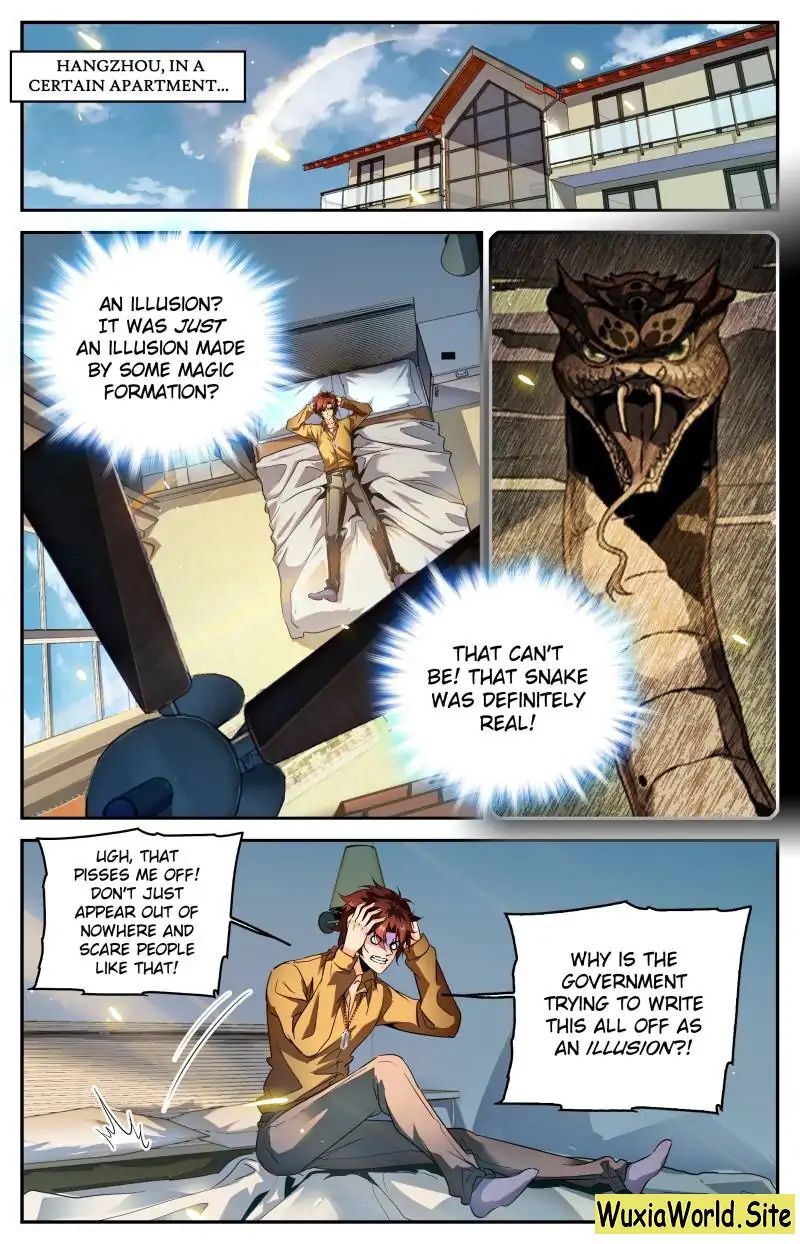 HANGZHOU, IN A
CERTAIN APARTMENT...
AN ILLUSION?
IT WAS JUST
AN ILLUSION MADE
BY SOME MAGIC
FORMATION?
THAT CAN'T
BE! THAT SNAKE
WAS DEFINITELY
REAL!
UGH, THAT
PISSES ME OFF!
DON'T JUST
APPEAR OUT OF
NOWHERE AND
SCARE PEOPLE
LIKE THAT!
WHY IS THE
GOVERNMENT
TRYING TO WRITE
THIS ALL OFF AS
AN ILLUSION?!
WuxiaWorld.Site